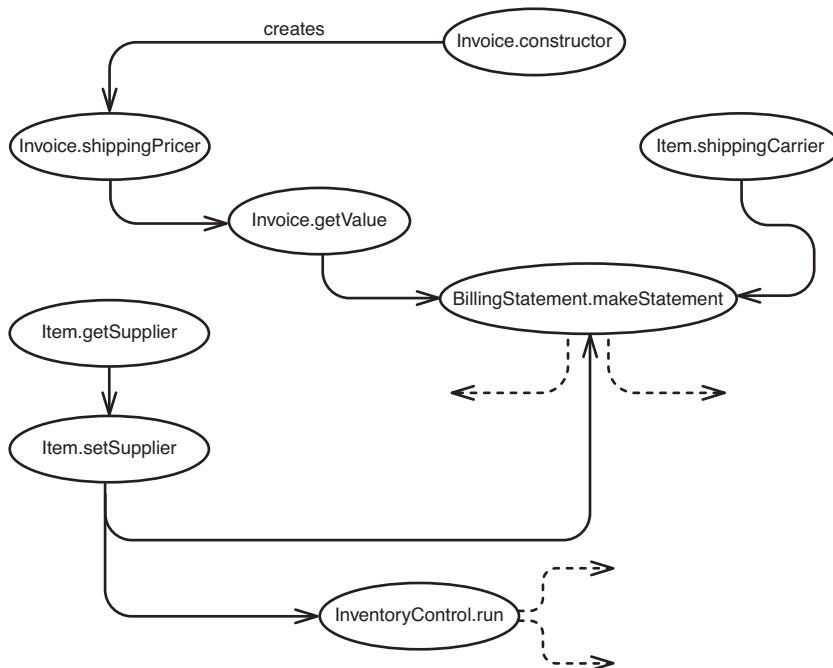 creates
Invoice.constructor
Invoice.shippingPricer
Item.shippingCarrier
Invoice.getValue
BillingStatement.makeStatement
Item.getSupplier
Item.setSupplier
InventoryControl.run